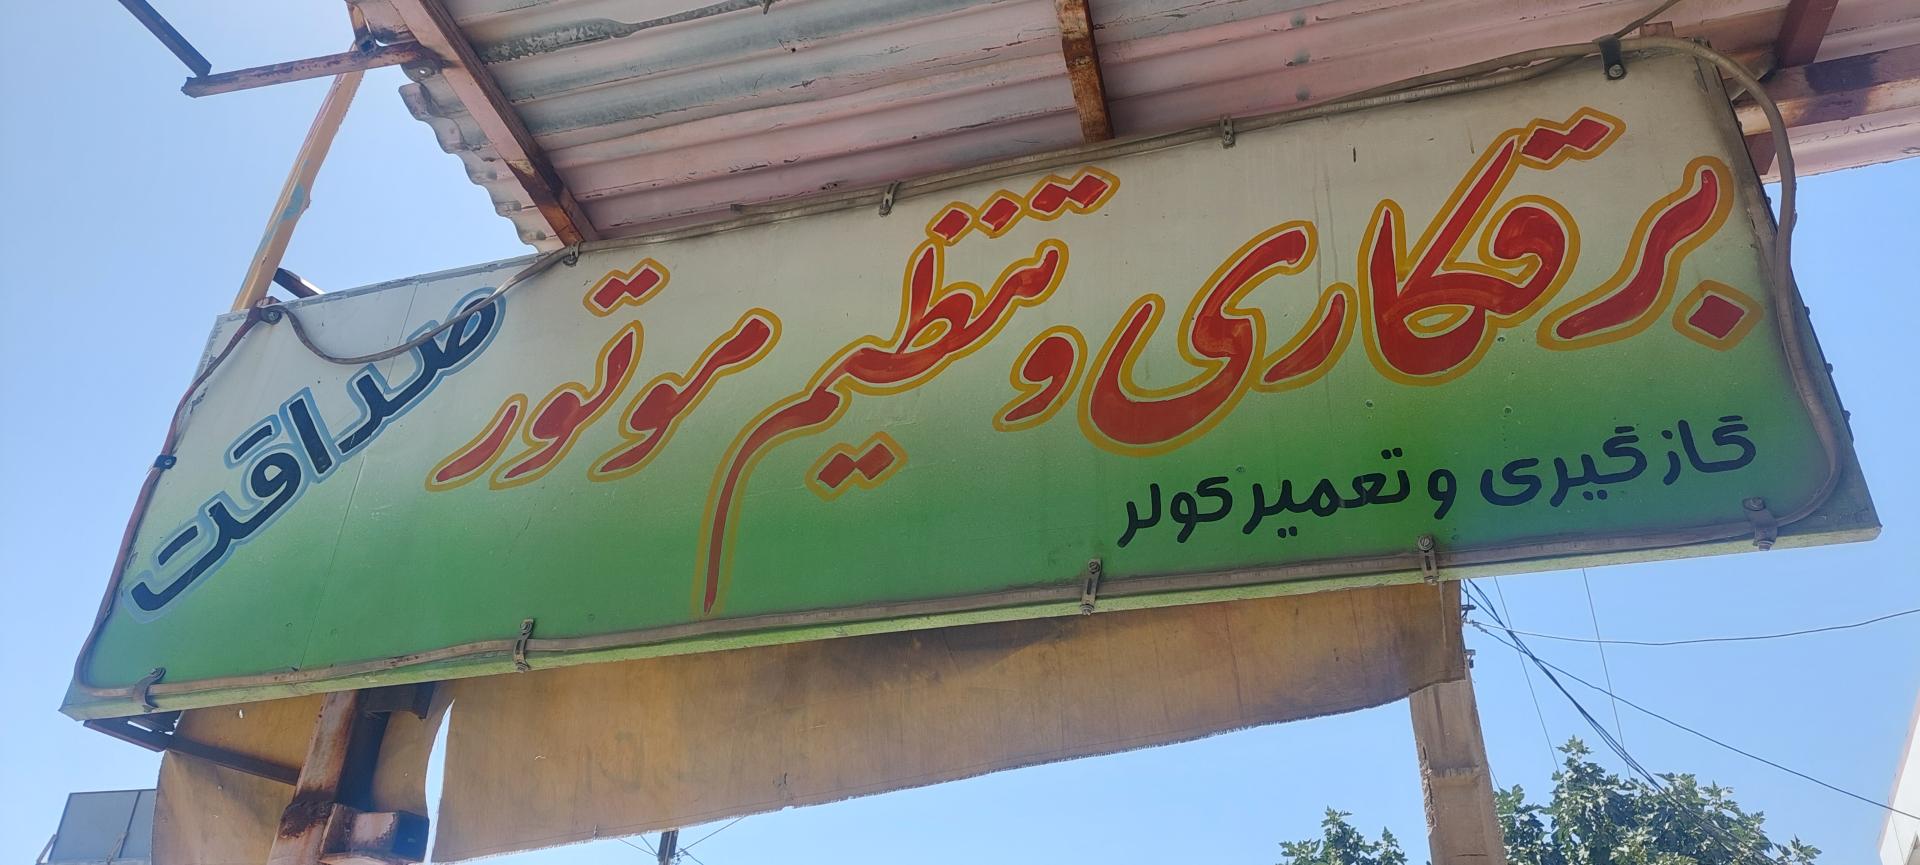 برقکاری و تنظیم موتور
صداقت
گازگیری و تعمیر کولر